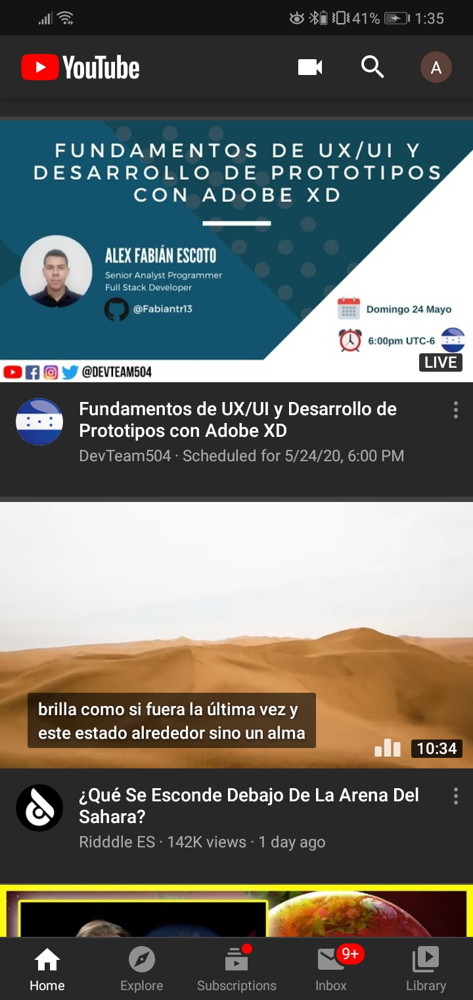 41% 1:35
YouTube
A
FUNDAMENTOS DE UX/UI Y
DESARROLLO DE PROTOTIPOS
CON ADOBE XD
ALEX FABIÁN ESCOTO
Senior Analyst Programmer
Full Stack Developer
@Fabiantr13
Domingo 24 Mayo
6:00pm UTC-6
LIVE
@DEVTEAM504
Fundamentos de UX/UI y Desarrollo de
Prototipos con Adobe XD
DevTeam504 · Scheduled for 5/24/20, 6:00 PM
brilla como si fuera la última vez y
este estado alrededor sino un alma
10:34
¿Qué Se Esconde Debajo De La Arena Del
Sahara?
Ridddle ES · 142K views · 1 day ago
9+
Home Explore Subscriptions Inbox Library